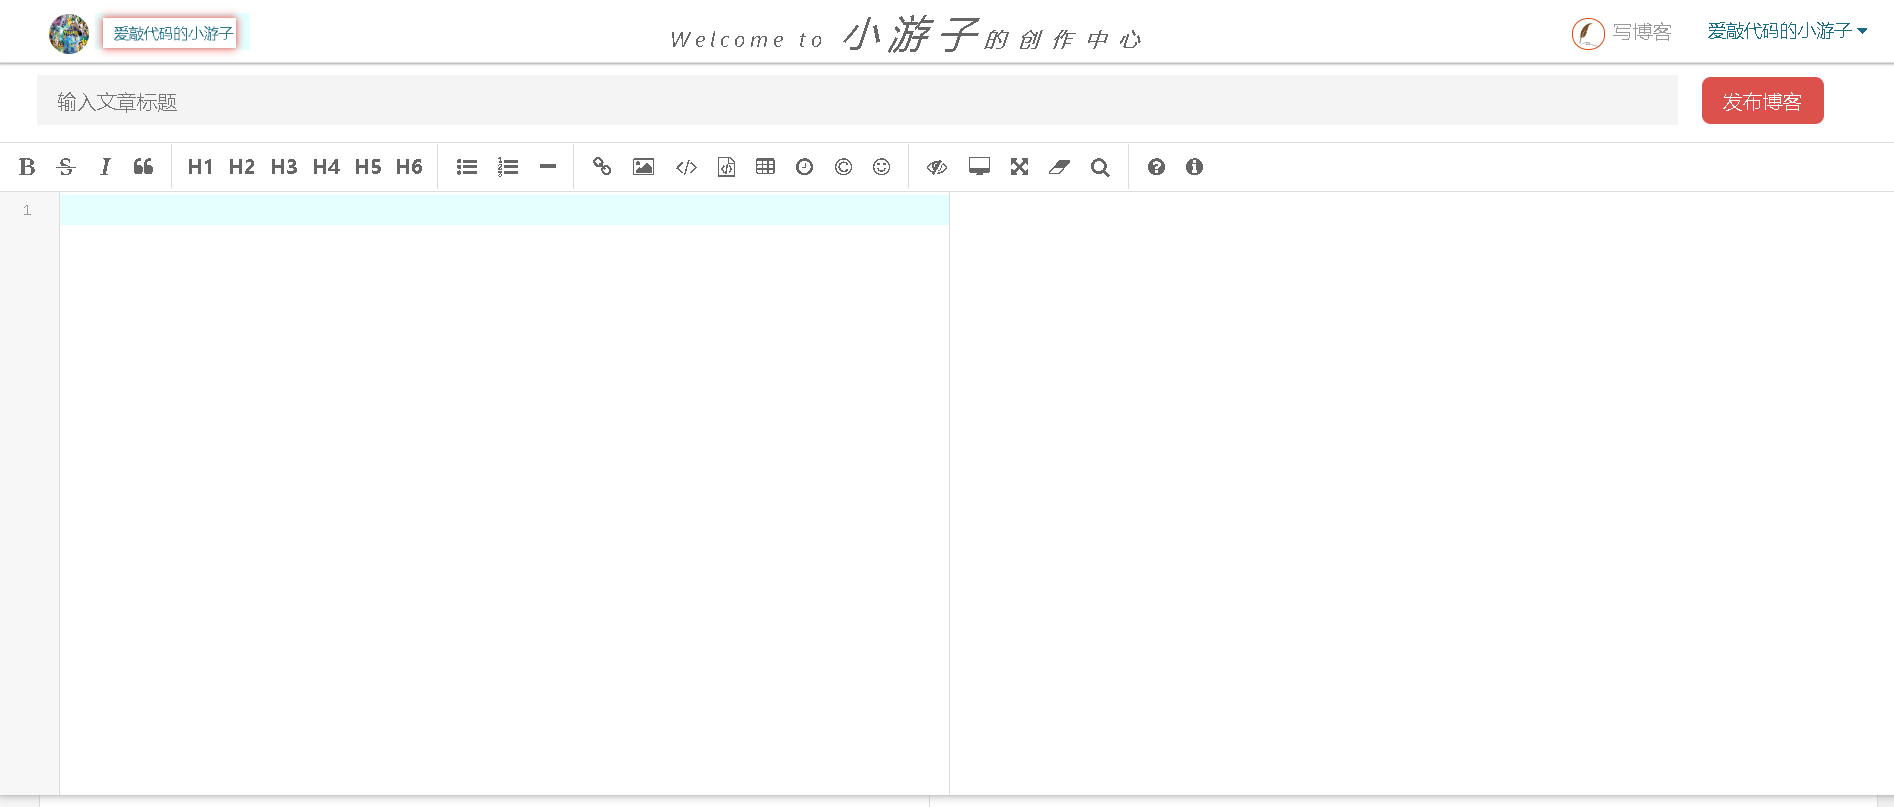 爱敲代码的小游子
Welcome to 小游子的创作中心
写博客
爱敲代码的小游子
输入文章标题
发布博客
B S I H1 H2 H3 H4 H5 H6
1